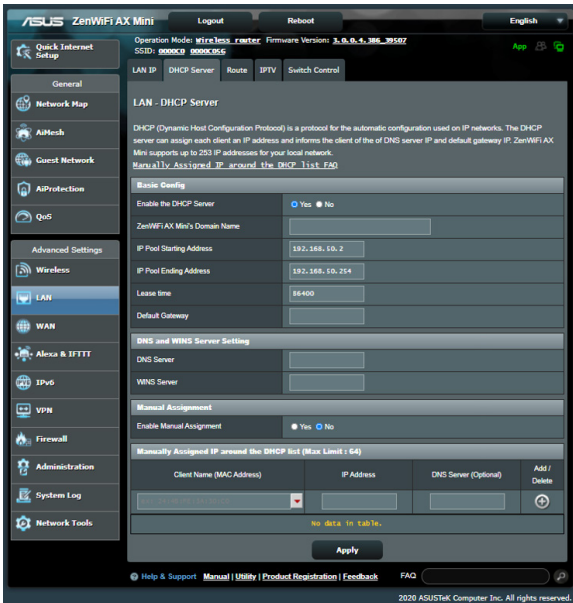 ASUS ZenWiFi AX Mini Logout Reboot English
Quick Internet Setup
Operation Mode: Wireless router Firmware Version: 3.0.0.4.386_39507
SSID: 0000C0 0000C056
App
LAN IP DHCP Server Route IPTV Switch Control
General
Network Map
AiMesh
Guest Network
AiProtection
QoS
Advanced Settings
Wireless
LAN
WAN
Alexa & IFTTT
IPv6
VPN
Firewall
Administration
System Log
Network Tools
LAN - DHCP Server
DHCP (Dynamic Host Configuration Protocol) is a protocol for the automatic configuration used on IP networks. The DHCP
server can assign each client an IP address and informs the client of the of DNS server IP and default gateway IP. ZenWiFi AX
Mini supports up to 253 IP addresses for your local network.
Manually Assigned IP around the DHCP list FAQ
Basic Config
Enable the DHCP Server Yes No
ZenWiFi AX Mini's Domain Name
IP Pool Starting Address 192.168.50.2
IP Pool Ending Address 192.168.50.254
Lease time 86400
Default Gateway
DNS and WINS Server Setting
DNS Server
WINS Server
Manual Assignment
Enable Manual Assignment Yes No
Manually Assigned IP around the DHCP list (Max Limit : 64)
Client Name (MAC Address) IP Address DNS Server (Optional) Add / Delete
No data in table.
Apply
Help & Support Manual | Utility | Product Registration | Feedback FAQ
2020 ASUSTeK Computer Inc. All rights reserved.